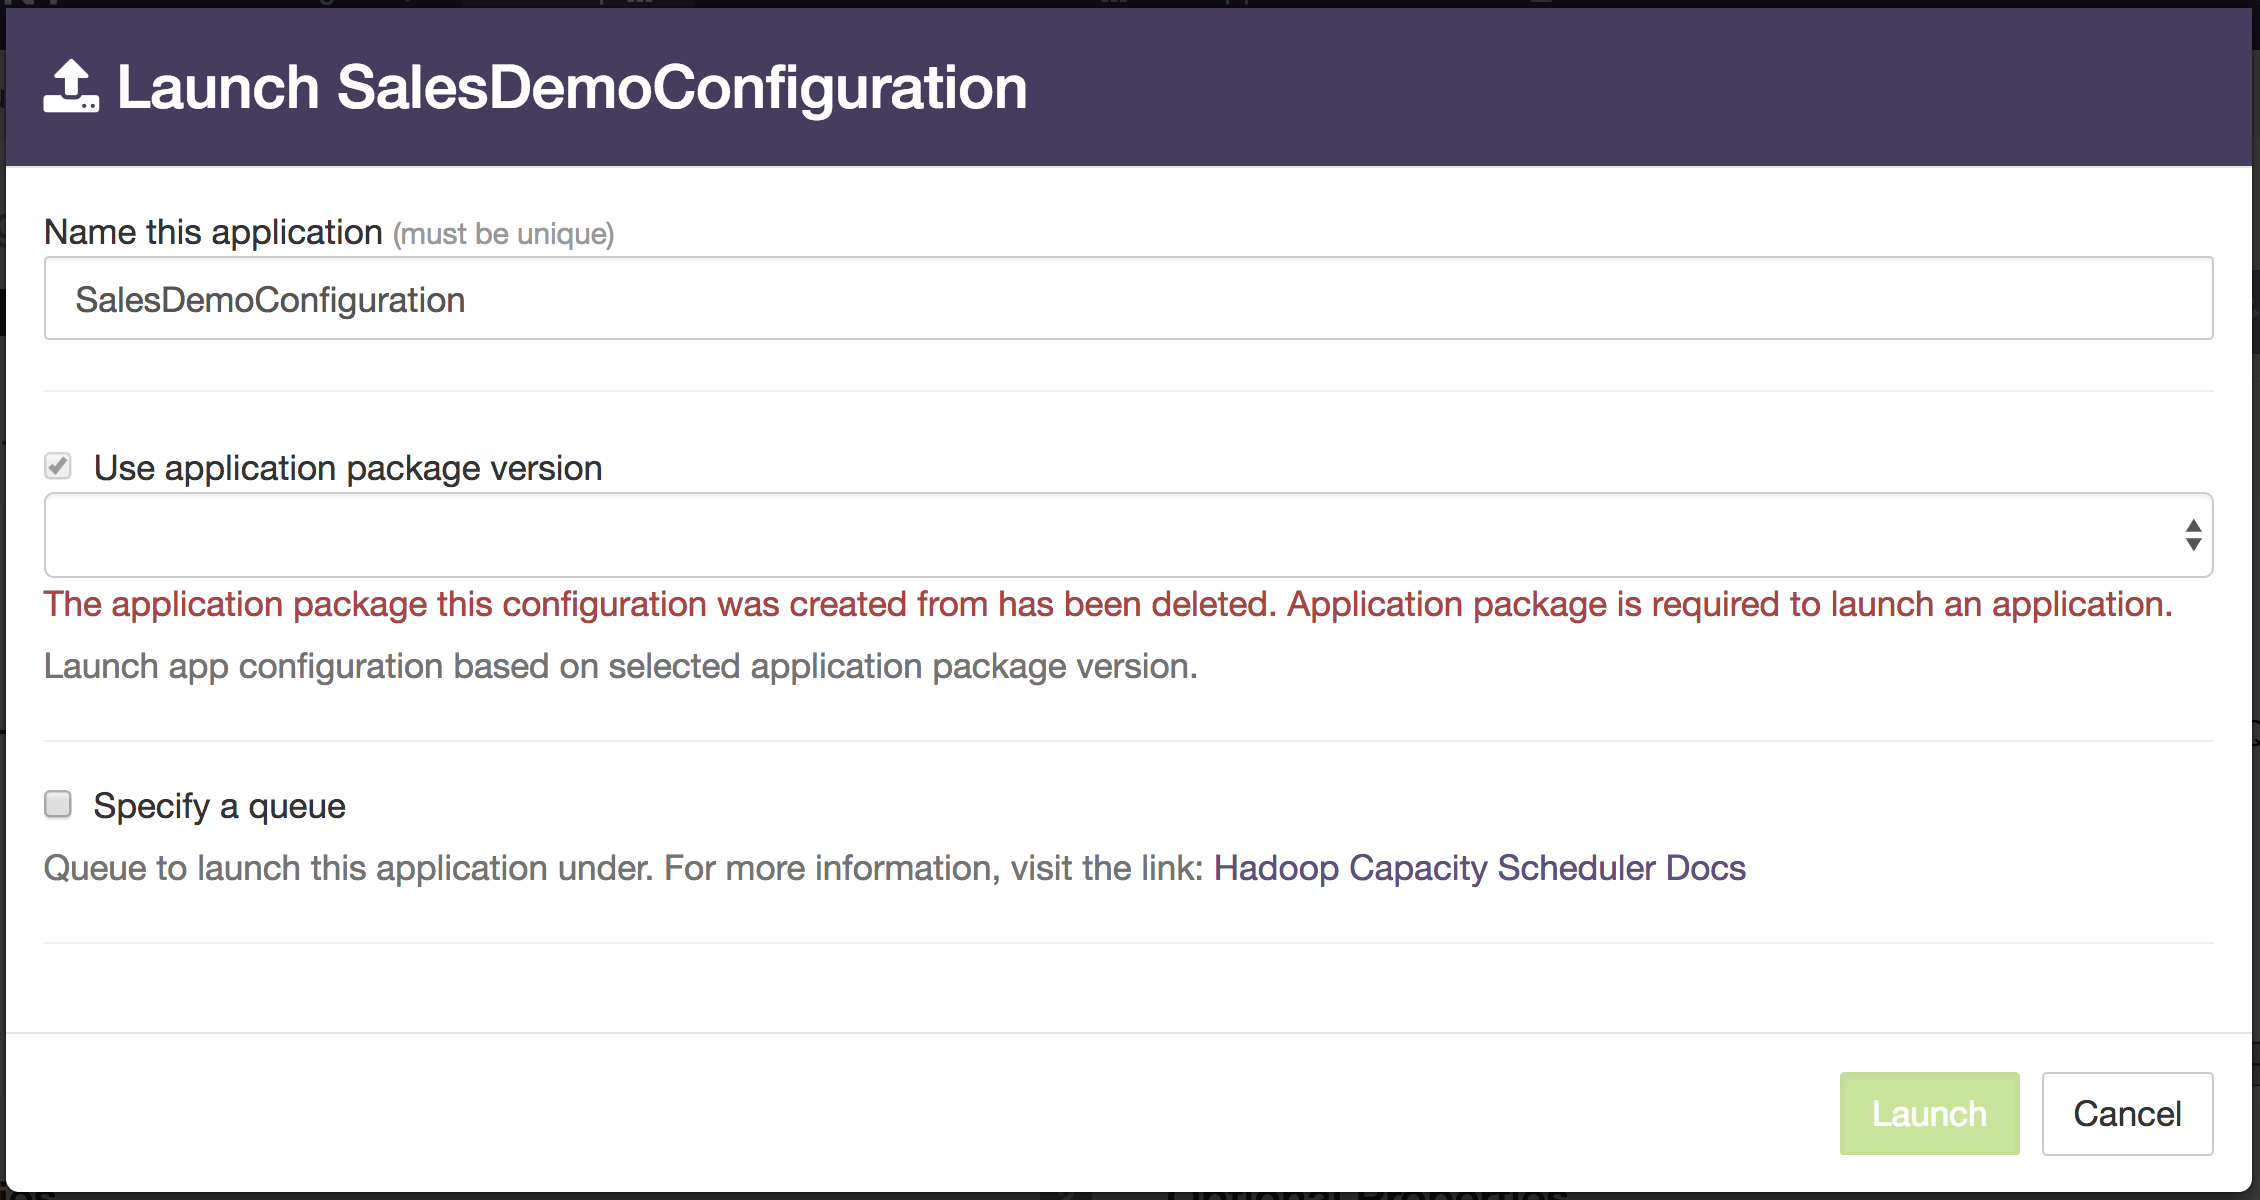 Launch SalesDemoConfiguration
Name this application (must be unique)
SalesDemoConfiguration
Use application package version
The application package this configuration was created from has been deleted. Application package is required to launch an application.
Launch app configuration based on selected application package version.
Specify a queue
Queue to launch this application under. For more information, visit the link: Hadoop Capacity Scheduler Docs
Launch Cancel
Optional Properties